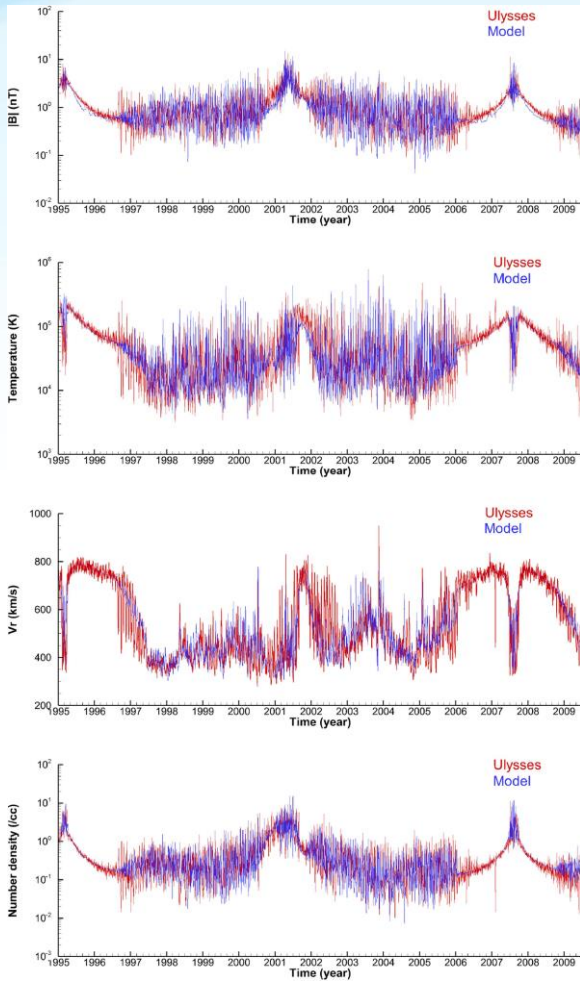 Ulysses
Model
|B| (nT)
10²
10¹
10⁰
10⁻¹
10⁻²
1995 1996 1997 1998 1999 2000 2001 2002 2003 2004 2005 2006 2007 2008 2009
Time (year)
Ulysses
Model
Temperature (K)
10⁶
10⁵
10⁴
10³
1995 1996 1997 1998 1999 2000 2001 2002 2003 2004 2005 2006 2007 2008 2009
Time (year)
Ulysses
Model
Vr (km/s)
1000
800
600
400
200
1995 1996 1997 1998 1999 2000 2001 2002 2003 2004 2005 2006 2007 2008 2009
Time (year)
Ulysses
Model
Number density (/cc)
10²
10¹
10⁰
10⁻¹
10⁻²
10⁻³
1995 1996 1997 1998 1999 2000 2001 2002 2003 2004 2005 2006 2007 2008 2009
Time (year)